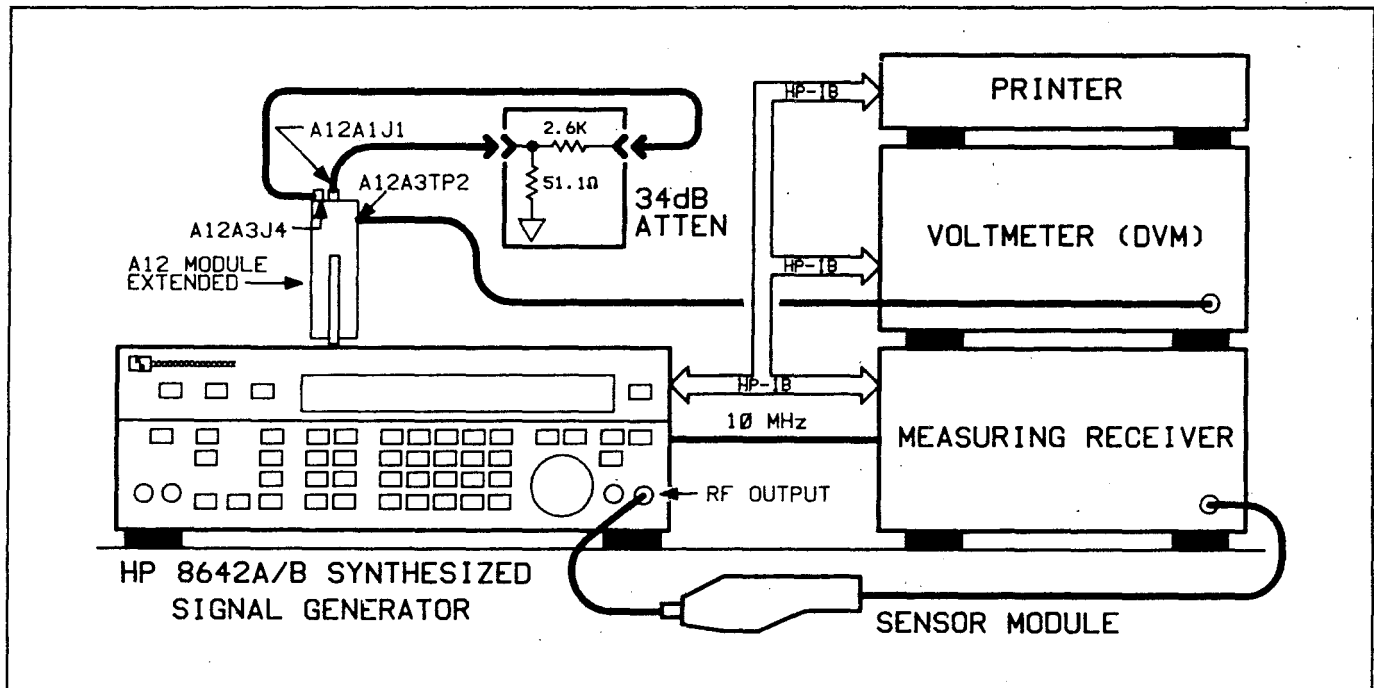 HP-IB
PRINTER
A12A1J1
2.6K
51.1Ω
A12A3TP2
34dB
ATTEN
A12A3J4
VOLTMETER (DVM)
A12 MODULE
EXTENDED
HP-IB
HP-IB
10 MHz
MEASURING RECEIVER
RF OUTPUT
HP 8642A/B SYNTHESIZED
SIGNAL GENERATOR
SENSOR MODULE